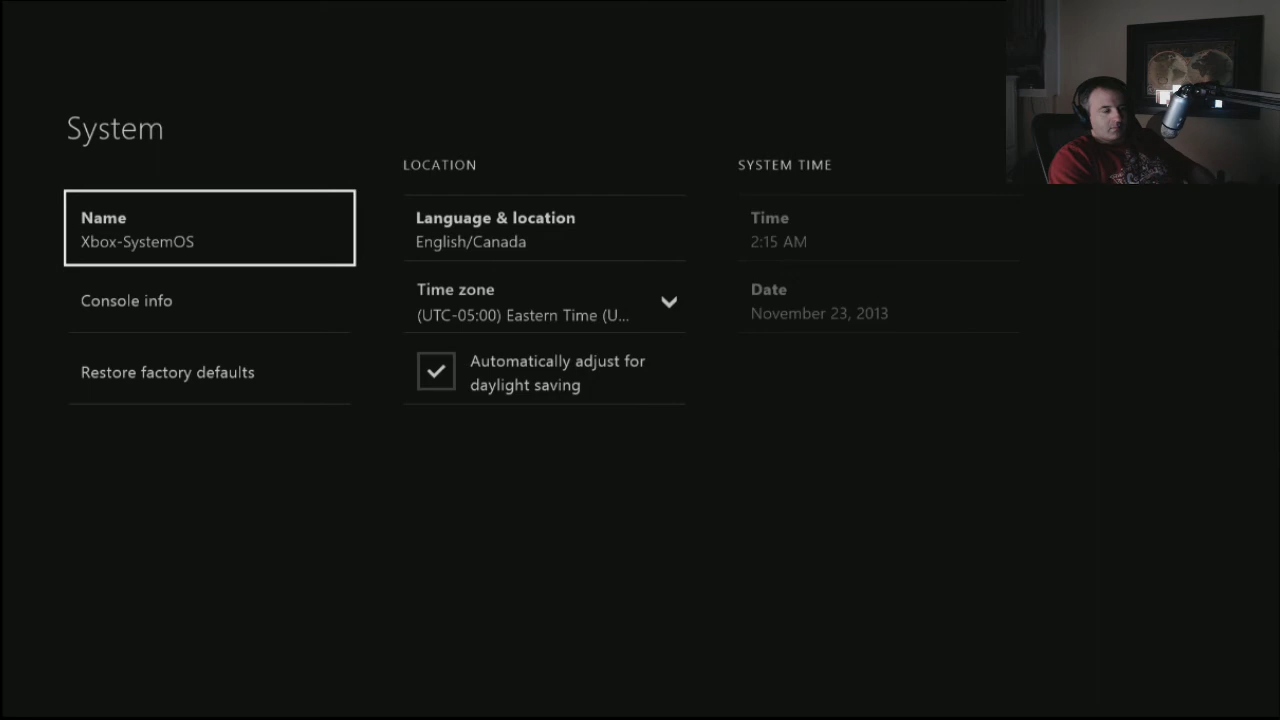 System
Name
Xbox-SystemOS
Console info
Restore factory defaults
LOCATION
Language & location
English/Canada
Time zone
(UTC-05:00) Eastern Time (U...
Automatically adjust for
daylight saving
SYSTEM TIME
Time
2:15 AM
Date
November 23, 2013